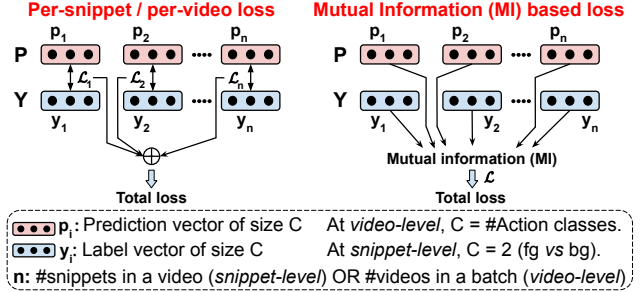 Per-snippet / per-video loss
Mutual Information (MI) based loss
p1 p2 pn
p1 p2 pn
P
P
ℒ1 ℒ2 ℒn
Y
Y
y1 y2 yn
y1 y2 yn
Mutual information (MI)
ℒ
Total loss
Total loss
pi: Prediction vector of size C At video-level, C = #Action classes.
yi: Label vector of size C At snippet-level, C = 2 (fg vs bg).
n: #snippets in a video (snippet-level) OR #videos in a batch (video-level)